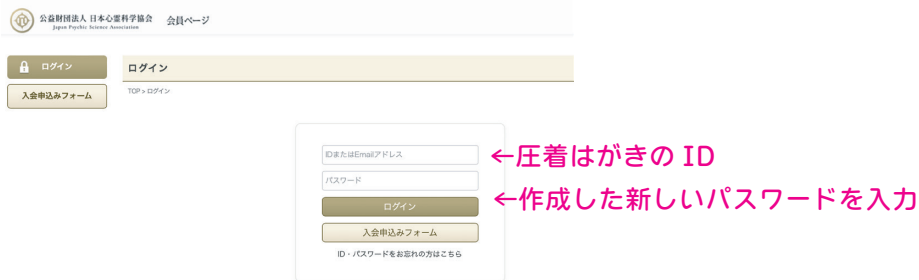 公益財団法人 日本心霊科学協会 会員ページ
Japan Psychic Science Association
ログイン
入会申込みフォーム
ログイン
TOP > ログイン
IDまたはEmailアドレス
←圧着はがきの ID
パスワード
←作成した新しいパスワードを入力
ログイン
入会申込みフォーム
ID・パスワードをお忘れの方はこちら